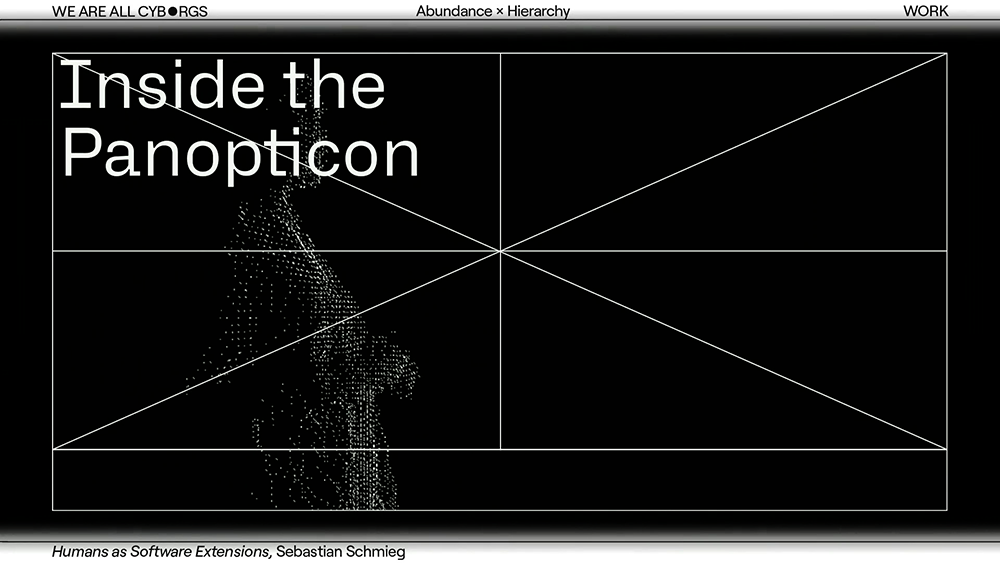 WE ARE ALL CYB●RGS
Abundance × Hierarchy
WORK
Inside the
Panopticon
Humans as Software Extensions, Sebastian Schmieg